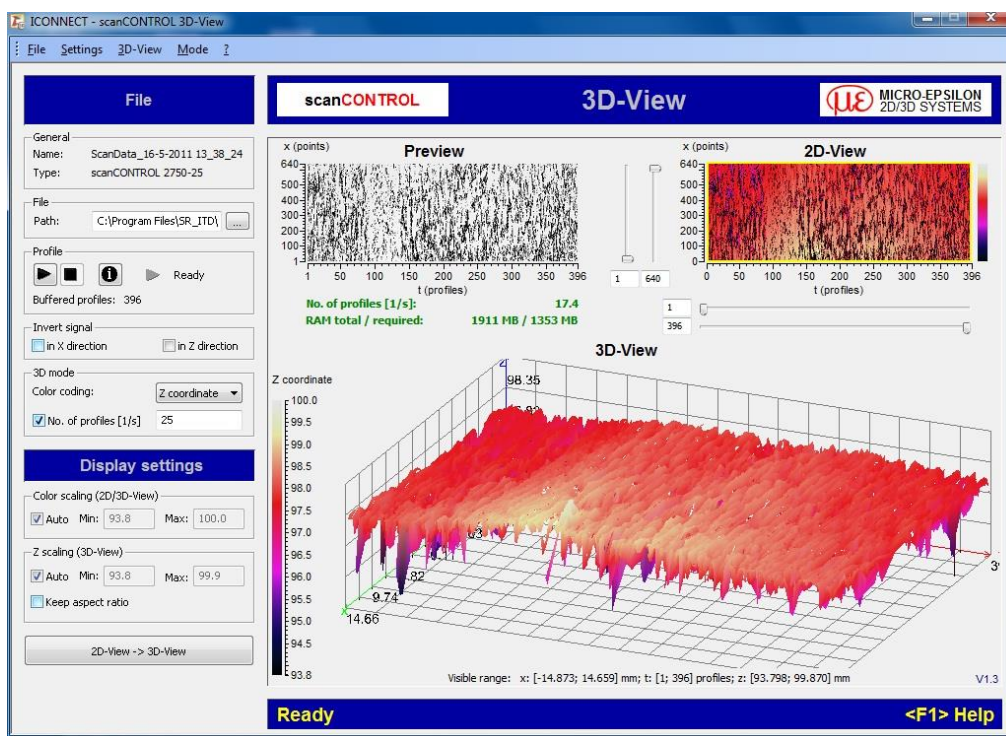 ICONNECT - scanCONTROL 3D-View
File Settings 3D-View Mode ?
File
General
Name: ScanData_16-5-2011 13_38_24
Type: scanCONTROL 2750-25
File
Path: C:\Program Files\SR_ITD\ ...
Profile
Ready
Buffered profiles: 396
Invert signal
in X direction in Z direction
3D mode
Color coding: Z coordinate
No. of profiles [1/s] 25
Display settings
Color scaling (2D/3D-View)
Auto Min: 93.8 Max: 100.0
Z scaling (3D-View)
Auto Min: 93.8 Max: 99.9
Keep aspect ratio
2D-View -> 3D-View
scanCONTROL
3D-View
με MICRO-EPSILON
2D/3D SYSTEMS
x (points)
Preview
640
500
400
300
200
100
1
1 50 100 150 200 250 300 350 396
t (profiles)
1 640
No. of profiles [1/s]: 17.4
RAM total / required: 1911 MB / 1353 MB
x (points)
2D-View
640
500
400
300
200
100
1
0 50 100 150 200 250 300 350 396
t (profiles)
1
396
3D-View
Z coordinate
100.0
99.5
99.0
98.5
98.0
97.5
97.0
96.5
96.0
95.5
95.0
94.5
93.8
Z
98.35
9.74
14.66
X
Visible range: x: [-14.873; 14.659] mm; t: [1; 396] profiles; z: [93.798; 99.870] mm
V1.3
Ready
<F1> Help